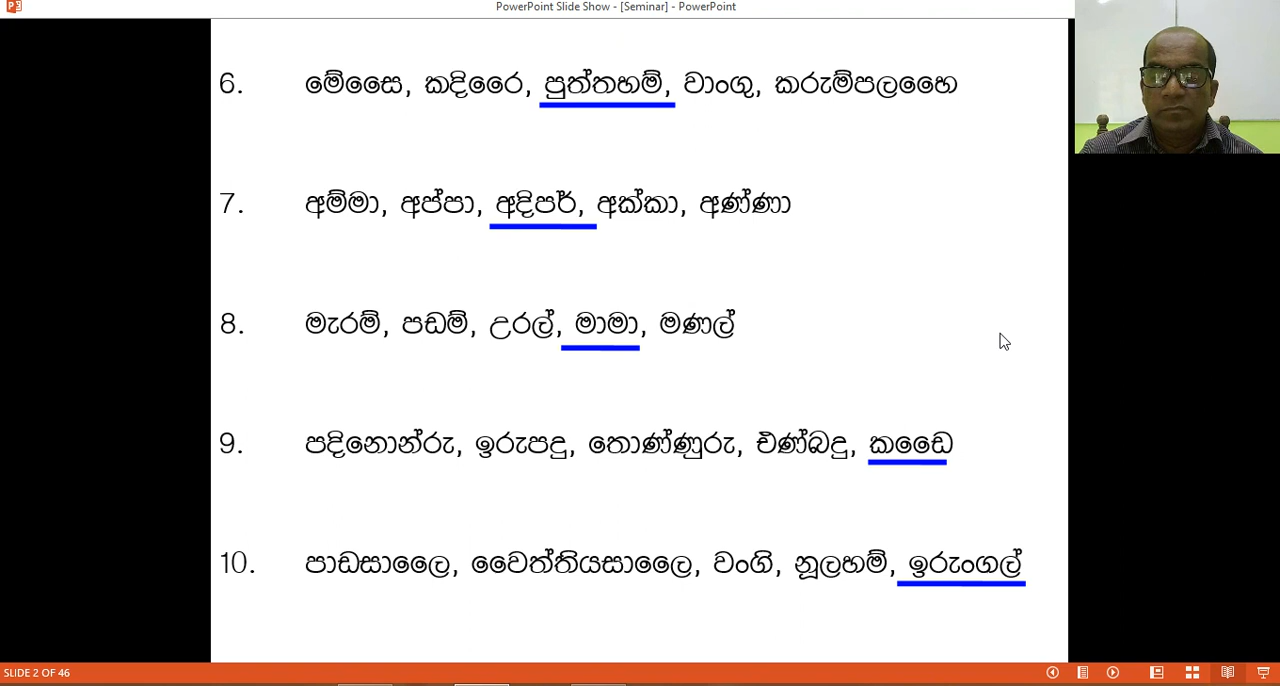 PowerPoint Slide Show - [Seminar] - PowerPoint
6. මේසෛ, කදිරෛ, පුත්තහම්, වාංගු, කරුම්පලහෛ
7. අම්මා, අප්පා, අදිපර්, අක්කා, අණ්ණා
8. මැරම්, පඩම්, උරල්, මාමා, මණල්
9. පදිනොන්රු, ඉරුපදු, තොණ්ණුරු, එණ්බදු, කඩෛ
10. පාඩසාලෛ, වෛත්තියසාලෛ, වංගි, නූලහම්, ඉරුංගල්
SLIDE 2 OF 46